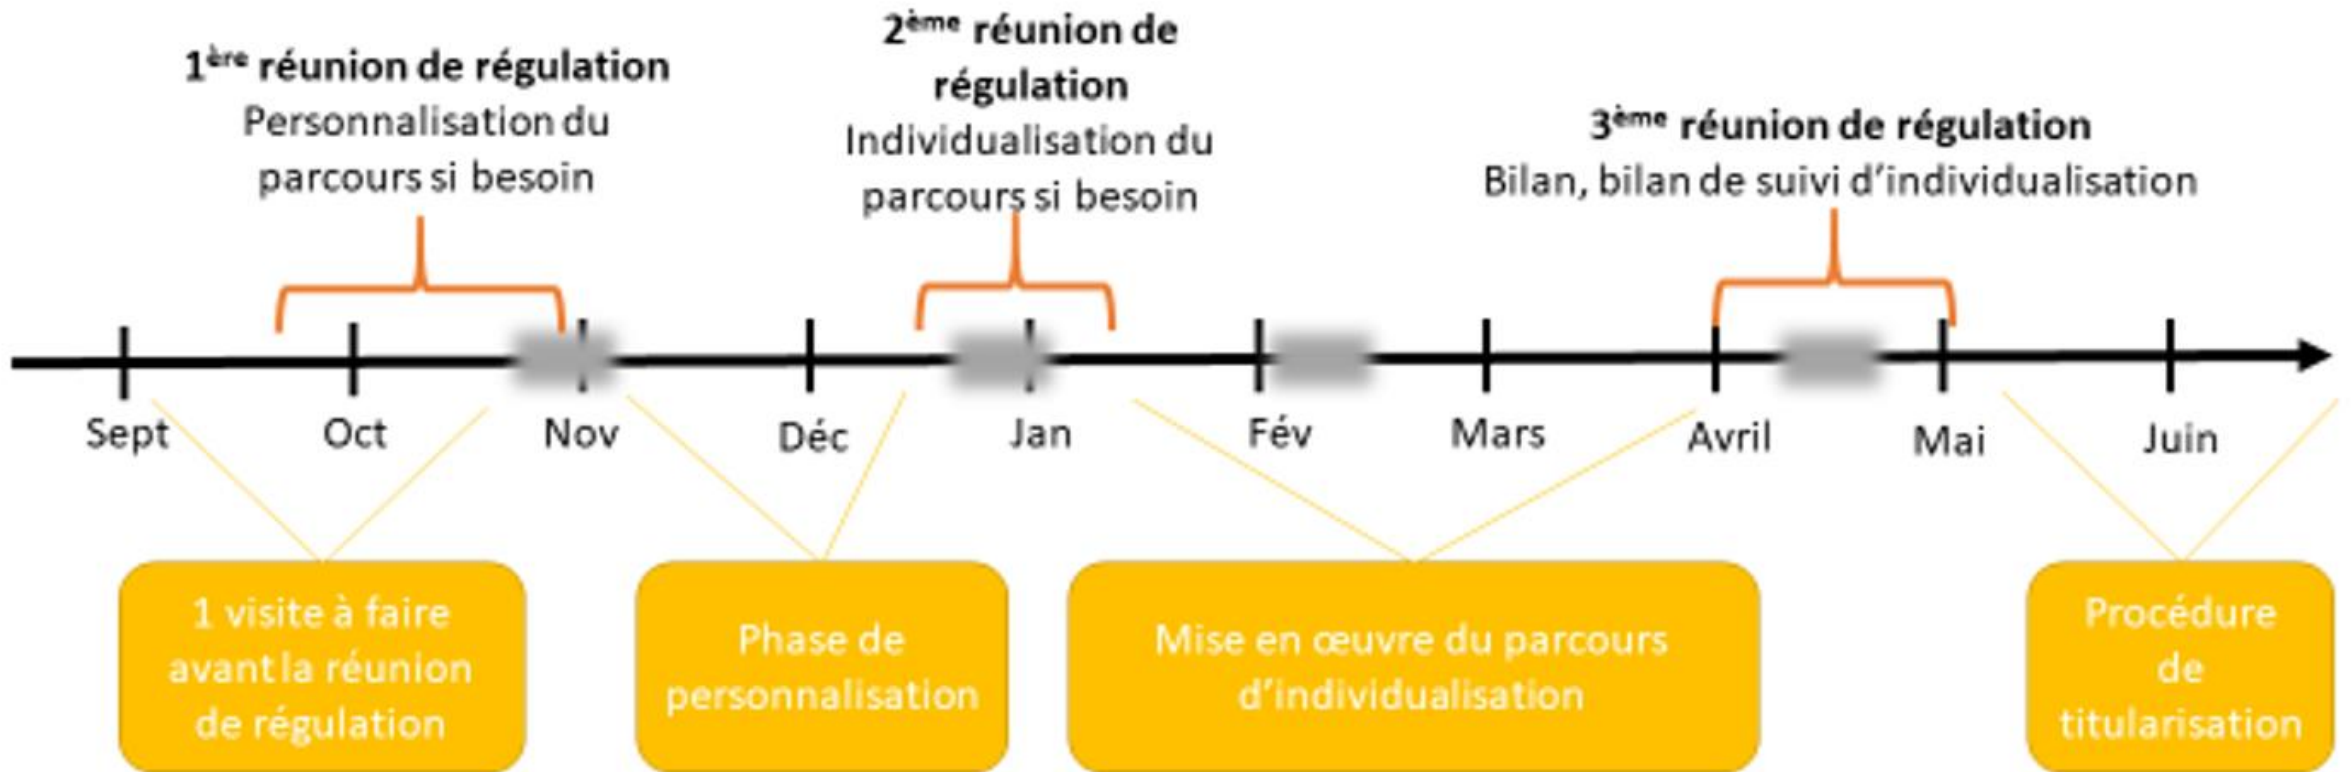 1ère réunion de régulation
Personnalisation du
parcours si besoin
2ème réunion de
régulation
Individualisation du
parcours si besoin
3ème réunion de régulation
Bilan, bilan de suivi d’individualisation
Sept
Oct
Nov
Déc
Jan
Fév
Mars
Avril
Mai
Juin
1 visite à faire
avant la réunion
de régulation
Phase de
personnalisation
Mise en œuvre du parcours
d’individualisation
Procédure
de
titularisation